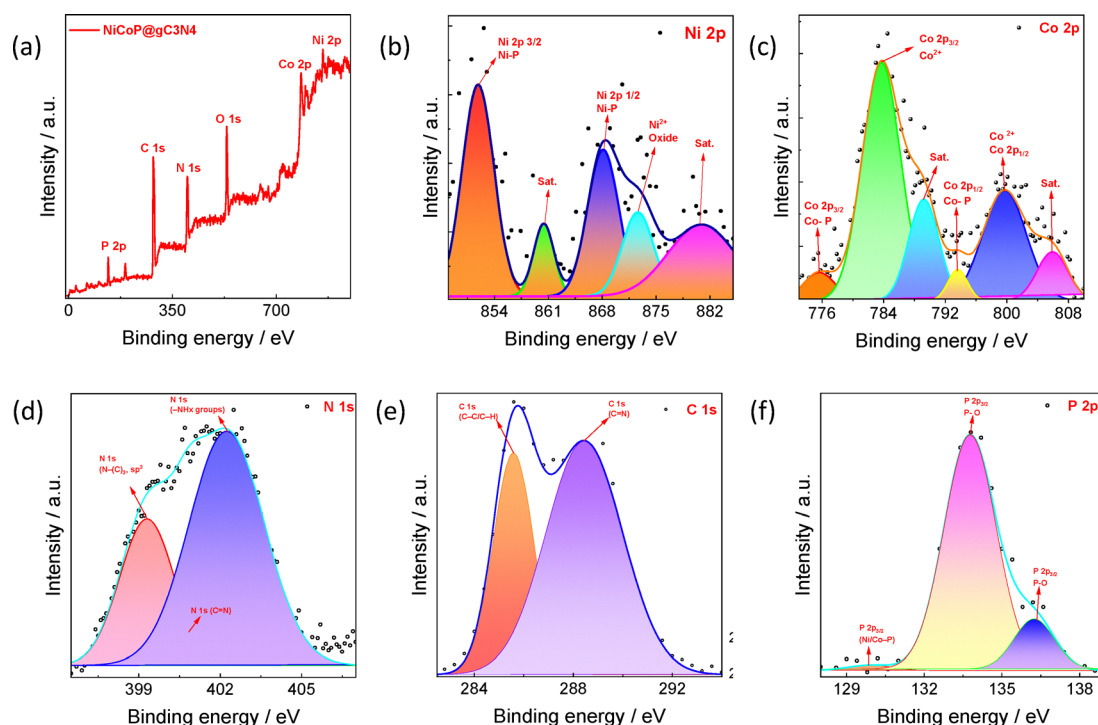 (a)
NiCoP@gC3N4
Ni 2p
Co 2p
O 1s
C 1s
N 1s
P 2p
0 350 700
Binding energy / eV
Intensity / a.u.
(b)
Ni 2p
Ni 2p 3/2
Ni-P
Ni 2p 1/2
Ni-P
Ni²⁺
Oxide
Sat.
Sat.
854 861 868 875 882
Binding energy / eV
Intensity / a.u.
(c)
Co 2p
Co 2p₃/₂
Co²⁺
Co ²⁺
Co 2p₁/₂
Sat.
Co 2p₁/₂
Co- P
Sat.
Co 2p₃/₂
Co- P
776 784 792 800 808
Binding energy / eV
Intensity / a.u.
(d)
N 1s
N 1s
(–NHx groups)
N 1s
(N–(C)₃, sp³
N 1s (C=N)
399 402 405
Binding energy / eV
Intensity / a.u.
(e)
C 1s
C 1s
(C–C/C–H)
C 1s
(C=N)
2
2
284 288 292
Binding energy / eV
Intensity / a.u.
(f)
P 2p
P 2p₃/₂
P- O
P 2p₃/₂
P-O
(Ni/Co–P)
129 132 135 138
Binding energy / eV
Intensity / a.u.